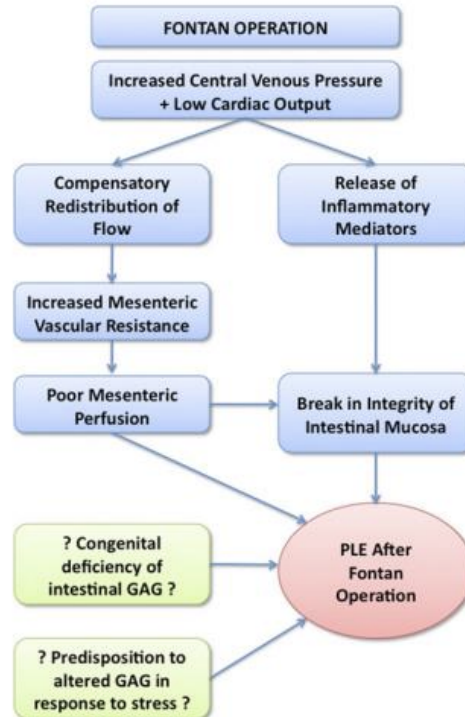 FONTAN OPERATION
Increased Central Venous Pressure
+ Low Cardiac Output
Compensatory
Redistribution of
Flow
Release of
Inflammatory
Mediators
Increased Mesenteric
Vascular Resistance
Poor Mesenteric
Perfusion
Break in Integrity of
Intestinal Mucosa
? Congenital
deficiency of
intestinal GAG ?
PLE After
Fontan
Operation
? Predisposition to
altered GAG in
response to stress ?